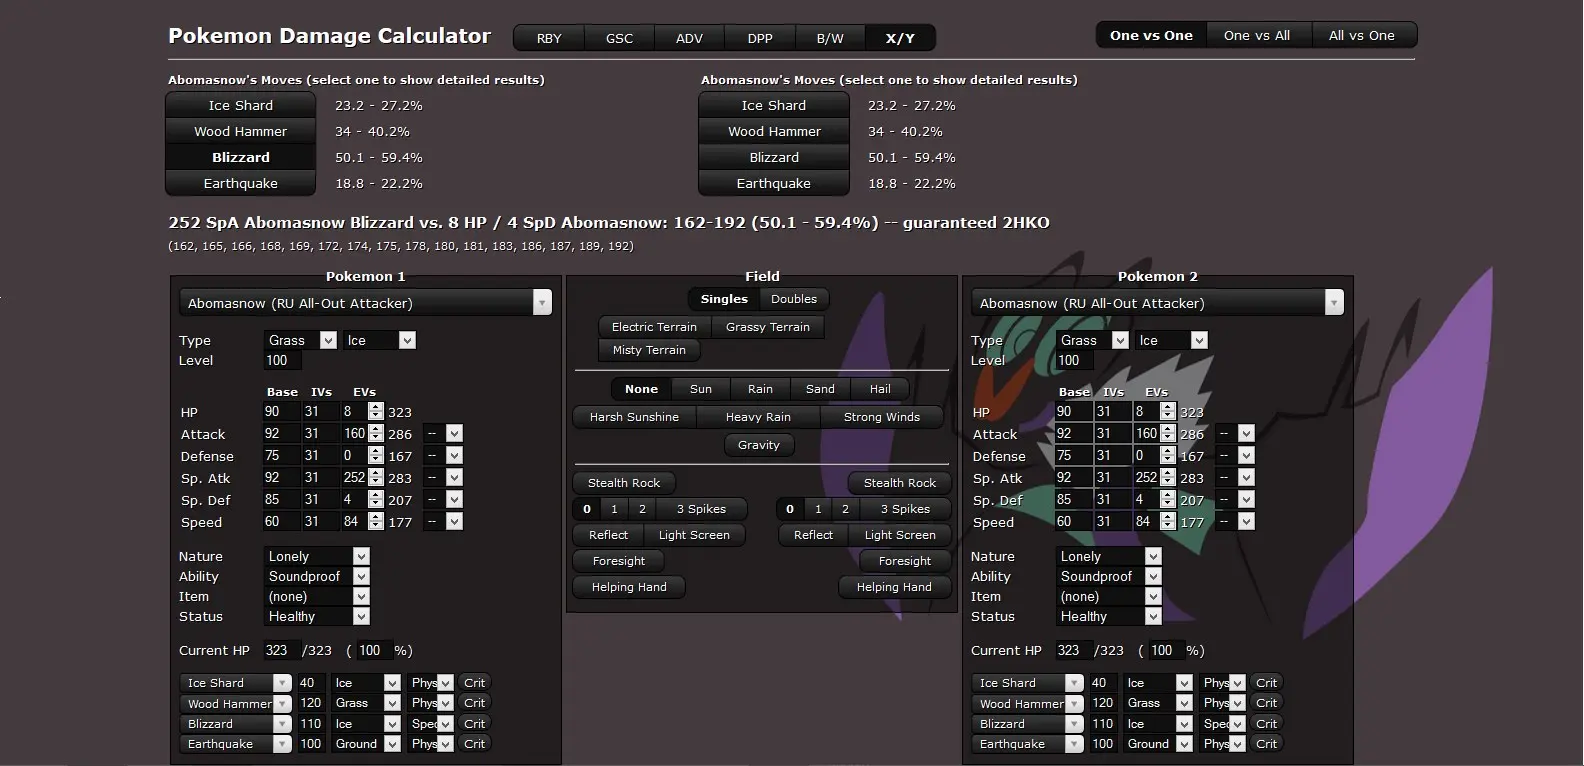 Pokemon Damage Calculator RBY GSC ADV DPP B/W X/Y One vs One One vs All All vs One
Abomasnow's Moves (select one to show detailed results) Abomasnow's Moves (select one to show detailed results)
Ice Shard 23.2 - 27.2% Ice Shard 23.2 - 27.2%
Wood Hammer 34 - 40.2% Wood Hammer 34 - 40.2%
Blizzard 50.1 - 59.4% Blizzard 50.1 - 59.4%
Earthquake 18.8 - 22.2% Earthquake 18.8 - 22.2%
252 SpA Abomasnow Blizzard vs. 8 HP / 4 SpD Abomasnow: 162-192 (50.1 - 59.4%) -- guaranteed 2HKO
(162, 165, 166, 168, 169, 172, 174, 175, 178, 180, 181, 183, 186, 187, 189, 192)
Pokemon 1
Abomasnow (RU All-Out Attacker)
Type Grass Ice
Level 100
Base IVs EVs
HP 90 31 8 323
Attack 92 31 160 286 --
Defense 75 31 0 167 --
Sp. Atk 92 31 252 283 --
Sp. Def 85 31 4 207 --
Speed 60 31 84 177 --
Nature Lonely
Ability Soundproof
Item (none)
Status Healthy
Current HP 323 /323 ( 100 %)
Ice Shard 40 Ice Phys Crit
Wood Hammer 120 Grass Phys Crit
Blizzard 110 Ice Spec Crit
Earthquake 100 Ground Phys Crit
Field
Singles Doubles
Electric Terrain Grassy Terrain
Misty Terrain
None Sun Rain Sand Hail
Harsh Sunshine Heavy Rain Strong Winds
Gravity
Stealth Rock Stealth Rock
0 1 2 3 Spikes 0 1 2 3 Spikes
Reflect Light Screen Reflect Light Screen
Foresight Foresight
Helping Hand Helping Hand
Pokemon 2
Abomasnow (RU All-Out Attacker)
Type Grass Ice
Level 100
Base IVs EVs
HP 90 31 8 323
Attack 92 31 160 286 --
Defense 75 31 0 167 --
Sp. Atk 92 31 252 283 --
Sp. Def 85 31 4 207 --
Speed 60 31 84 177 --
Nature Lonely
Ability Soundproof
Item (none)
Status Healthy
Current HP 323 /323 ( 100 %)
Ice Shard 40 Ice Phys Crit
Wood Hammer 120 Grass Phys Crit
Blizzard 110 Ice Spec Crit
Earthquake 100 Ground Phys Crit